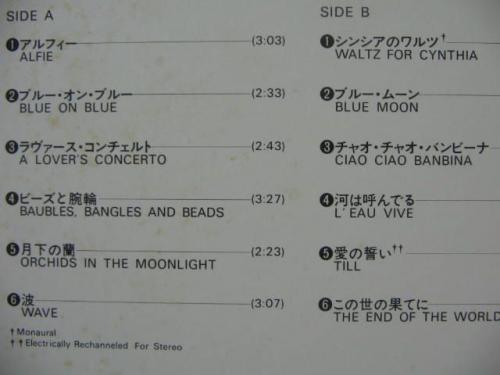 SIDE A
❶アルフィー (3:03)
ALFIE
❷ブルー・オン・ブルー (2:33)
BLUE ON BLUE
❸ラヴァース・コンチェルト (2:43)
A LOVER'S CONCERTO
❹ビーズと腕輪 (3:27)
BAUBLES, BANGLES AND BEADS
❺月下の蘭 (2:23)
ORCHIDS IN THE MOONLIGHT
❻波 (3:07)
WAVE
†Monaural
††Electrically Rechanneled For Stereo
SIDE B
❶シンシアのワルツ†
WALTZ FOR CYNTHIA
❷ブルー・ムーン
BLUE MOON
❸チャオ・チャオ・バンビーナ
CIAO CIAO BANBINA
❹河は呼んでる
L'EAU VIVE
❺愛の誓い††
TILL
❻この世の果てに
THE END OF THE WORLD